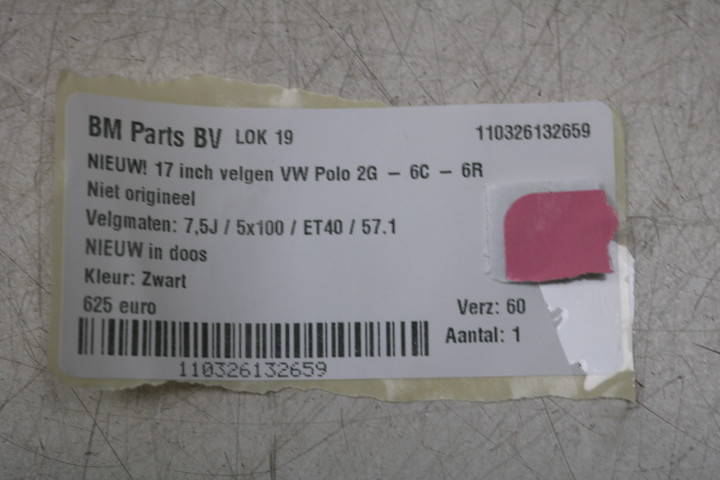 BM Parts BV LOK 19 110326132659
NIEUW! 17 inch velgen VW Polo 2G - 6C - 6R
Niet origineel
Velgmaten: 7,5J / 5x100 / ET40 / 57.1
NIEUW in doos
Kleur: Zwart
625 euro Verz: 60
Aantal: 1
110326132659